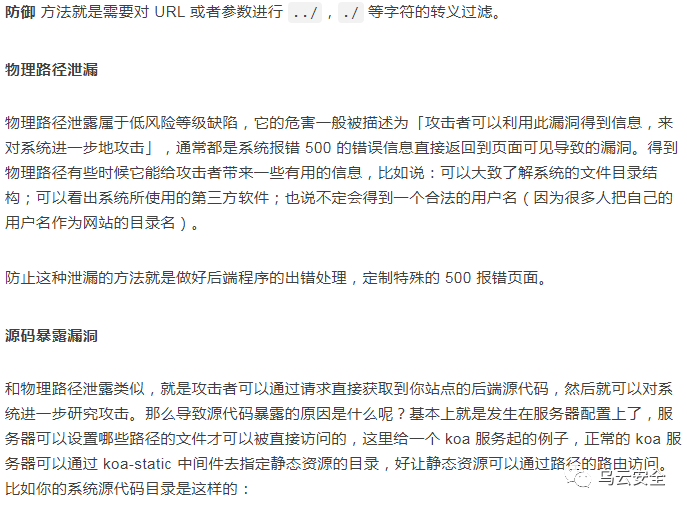 防御 方法就是需要对 URL 或者参数进行 ../，./ 等字符的转义过滤。
物理路径泄漏
物理路径泄露属于低风险等级缺陷，它的危害一般被描述为「攻击者可以利用此漏洞得到信息，来
对系统进一步地攻击」，通常都是系统报错 500 的错误信息直接返回到页面可见导致的漏洞。得到
物理路径有些时候它能给攻击者带来一些有用的信息，比如说：可以大致了解系统的文件目录结
构；可以看出系统所使用的第三方软件；也说不定会得到一个合法的用户名（因为很多人把自己的
用户名作为网站的目录名）。
防止这种泄漏的方法就是做好后端程序的出错处理，定制特殊的 500 报错页面。
源码暴露漏洞
和物理路径泄露类似，就是攻击者可以通过请求直接获取到你站点的后端源代码，然后就可以对系
统进一步研究攻击。那么导致源代码暴露的原因是什么呢？基本上就是发生在服务器配置上了，服
务器可以设置哪些路径的文件才可以被直接访问的，这里给一个 koa 服务起的例子，正常的 koa 服
务器可以通过 koa-static 中间件去指定静态资源的目录，好让静态资源可以通过路径的路由访问。
比如你的系统源代码目录是这样的：
乌云安全